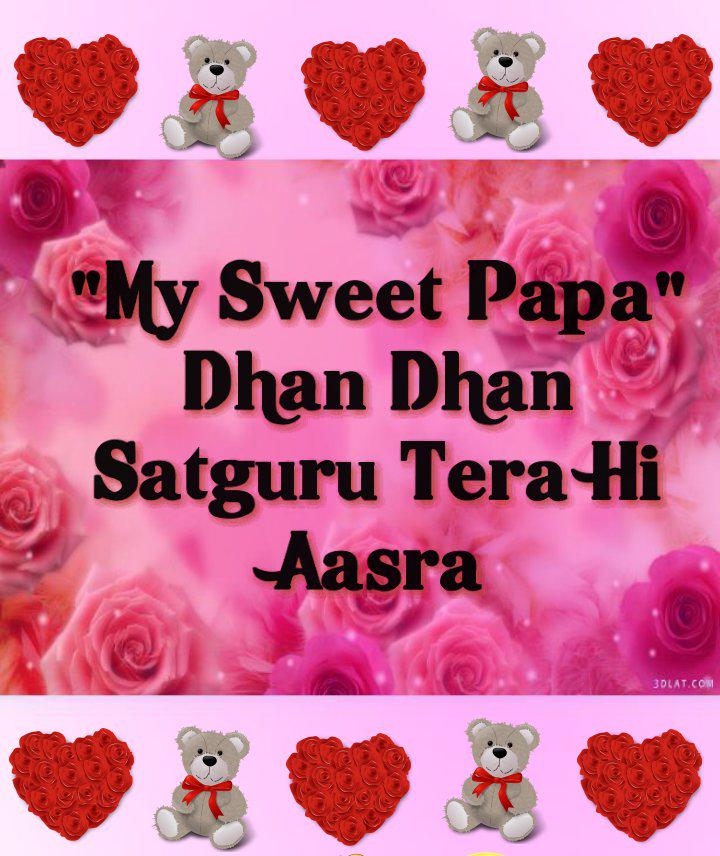 "My Sweet Papa"
Dhan Dhan
Satguru Tera Hi
Aasra
3DLAT.COM